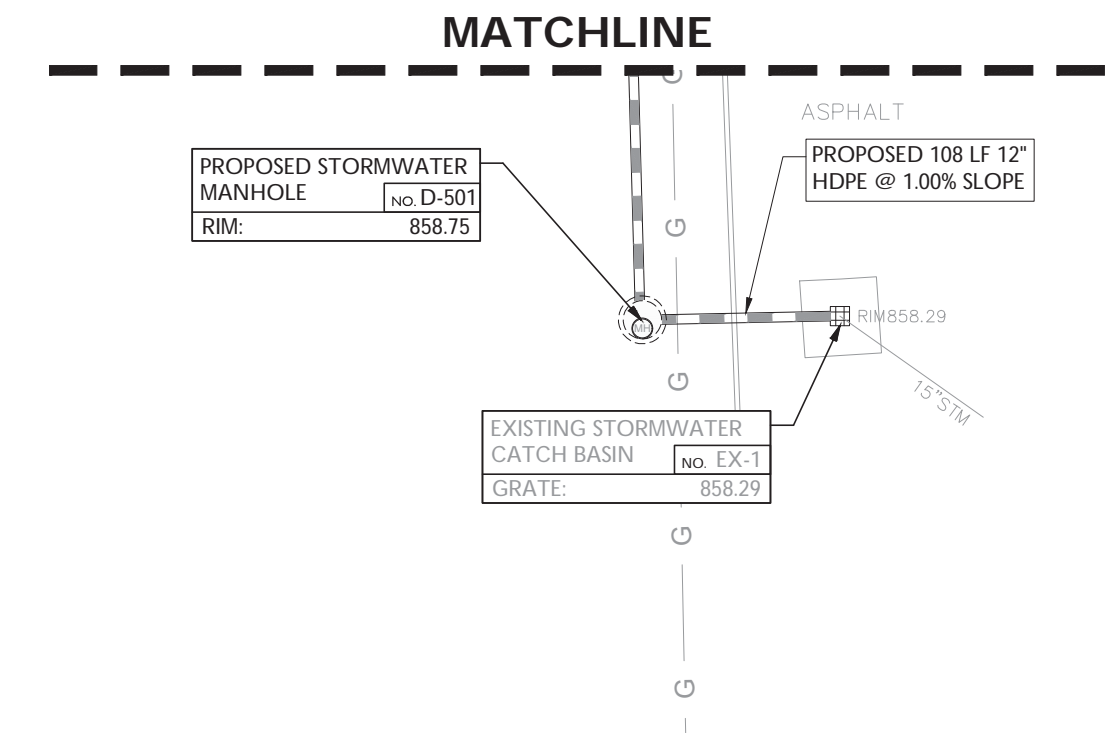 MATCHLINE
G
ASPHALT
PROPOSED 108 LF 12"
HDPE @ 1.00% SLOPE
PROPOSED STORMWATER
MANHOLE NO. D-501
RIM: 858.75
G
MH
RIM858.29
G
15"STM
EXISTING STORMWATER
CATCH BASIN NO. EX-1
GRATE: 858.29
G
G